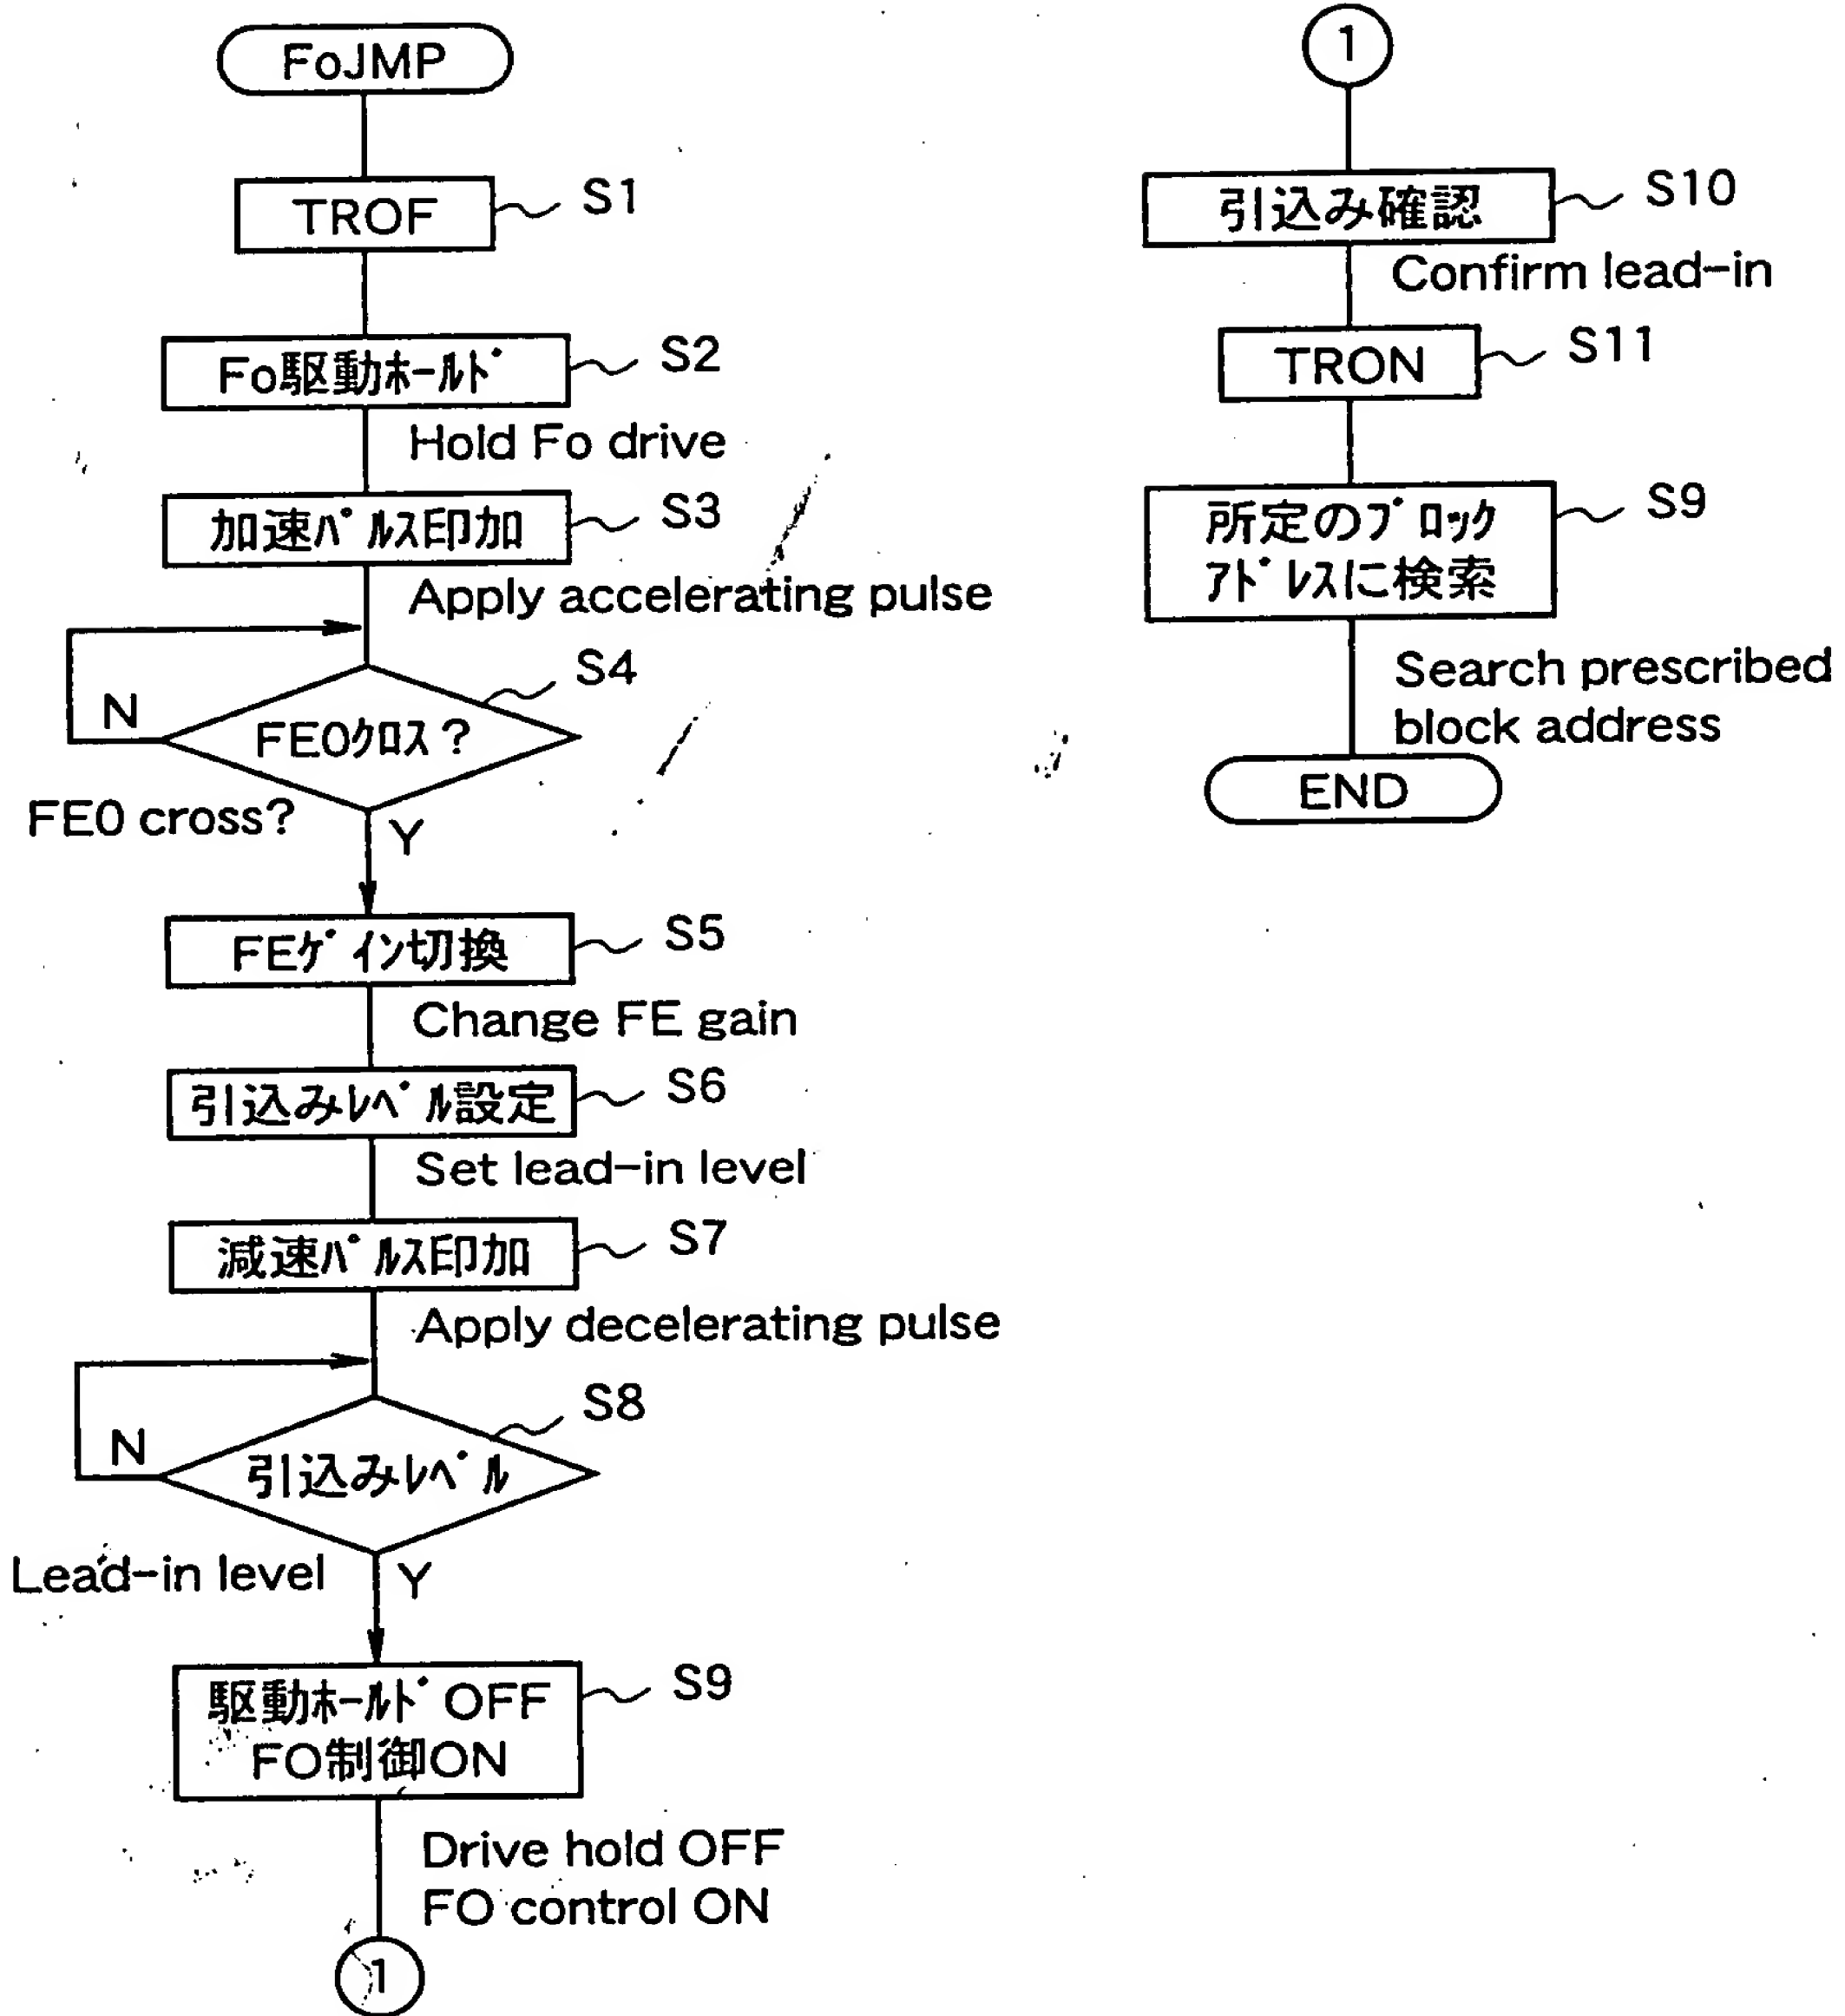 FoJMP
TROF
S1
Fo駆動ホールド
S2
Hold Fo drive
加速パルス印加
S3
Apply accelerating pulse
S4
N
FE0クロス?
FE0 cross?
Y
FEゲイン切換
S5
Change FE gain
引込みレベル設定
S6
Set lead-in level
減速パルス印加
S7
Apply decelerating pulse
S8
N
引込みレベル
Lead-in level
Y
駆動ホールドOFF
FO制御ON
S9
Drive hold OFF
FO control ON
1
1
引込み確認
S10
Confirm lead-in
TRON
S11
所定のブロック
アドレスに検索
S9
Search prescribed
block address
END